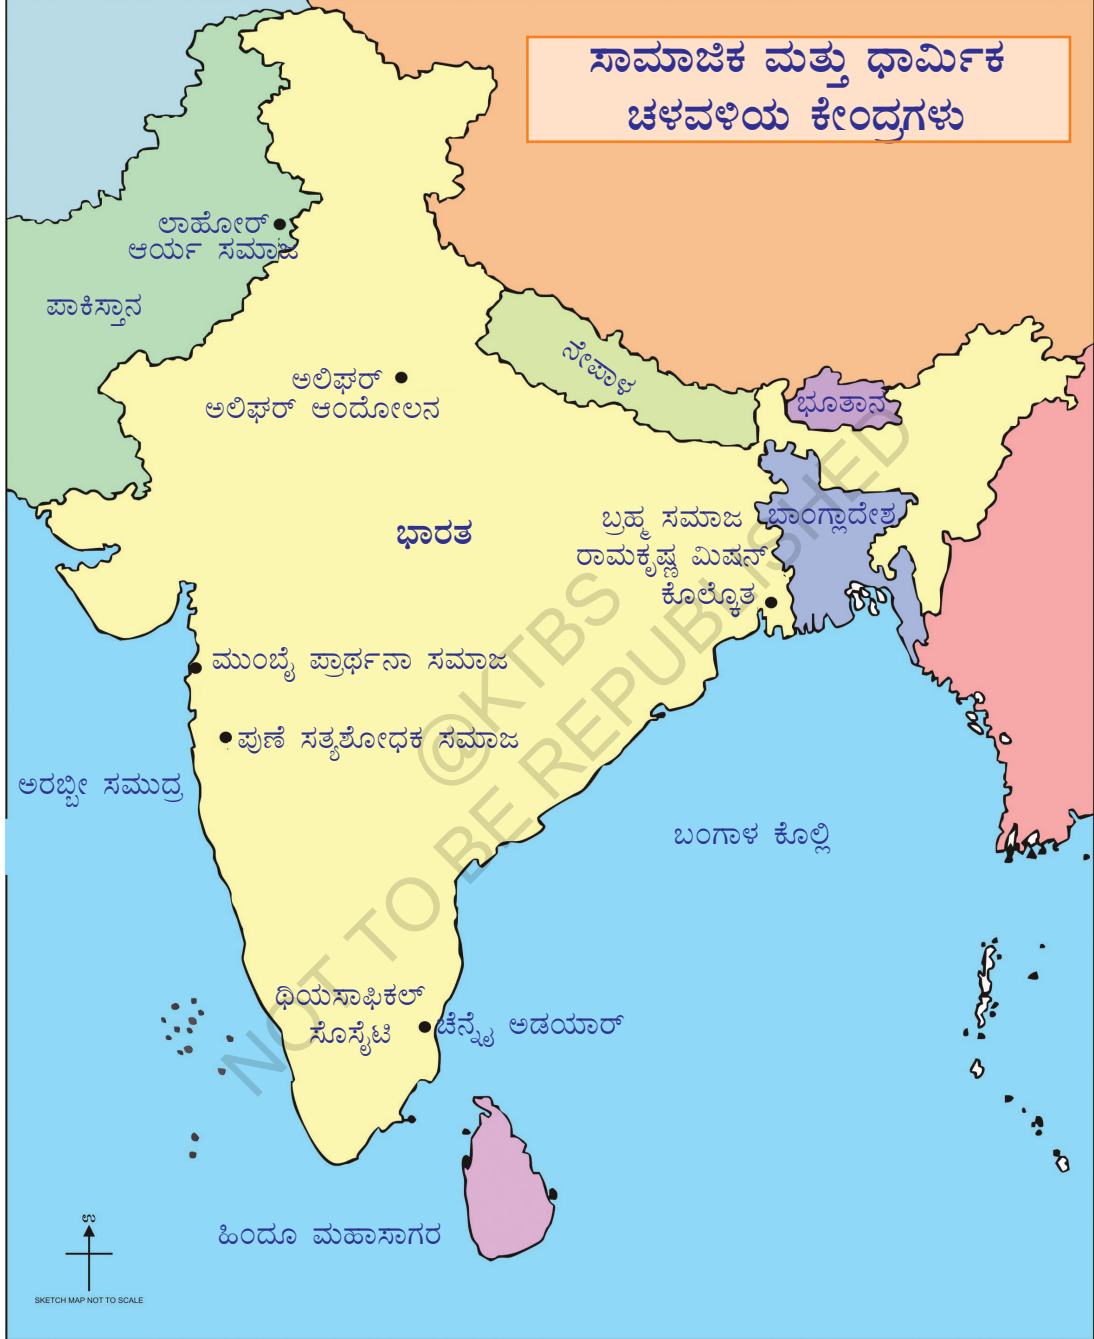 ಸಾಮಾಜಿಕ ಮತ್ತು ಧಾರ್ಮಿಕ
ಚಳವಳಿಯ ಕೇಂದ್ರಗಳು
ಲಾಹೋರ್
ಆರ್ಯ ಸಮಾಜ
ಪಾಕಿಸ್ತಾನ
ನೇಪಾಳ
ಅಲಿಘರ್
ಅಲಿಘರ್ ಆಂದೋಲನ
ಭೂತಾನ
ಭಾರತ
ಬ್ರಹ್ಮ ಸಮಾಜ
ರಾಮಕೃಷ್ಣ ಮಿಷನ್
ಕೊಲ್ಕೊತ
ಬಾಂಗ್ಲಾದೇಶ
ಮುಂಬೈ ಪ್ರಾರ್ಥನಾ ಸಮಾಜ
ಪುಣೆ ಸತ್ಯಶೋಧಕ ಸಮಾಜ
ಅರಬ್ಬೀ ಸಮುದ್ರ
ಬಂಗಾಳ ಕೊಲ್ಲಿ
ಥಿಯಸಾಫಿಕಲ್
ಸೊಸೈಟಿ
ಚೆನ್ನೈ ಅಡಯಾರ್
ಹಿಂದೂ ಮಹಾಸಾಗರ
ಉ
SKETCH MAP NOT TO SCALE
@KTBS
NOT TO BE REPUBLISHED